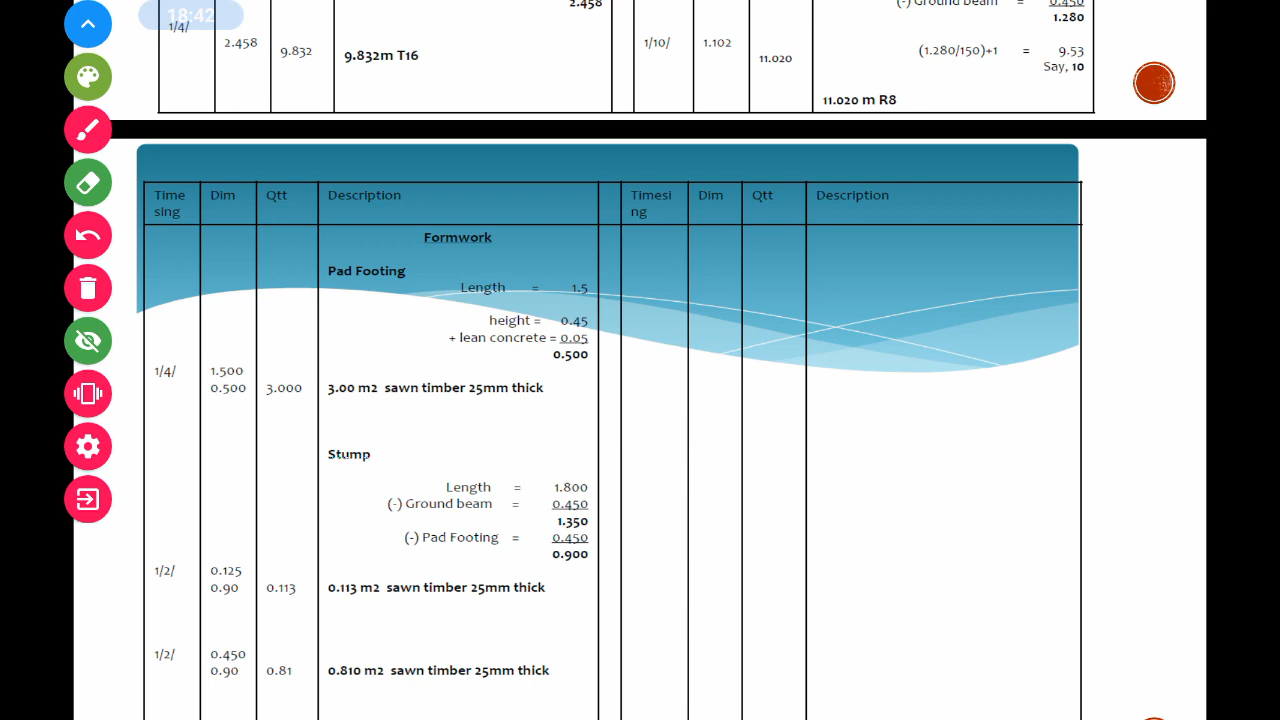 18:42
2.458
(-) Ground beam = 0.450
1.280
1/4/
2.458
9.832
9.832m T16
1/10/
1.102
11.020
(1.280/150)+1 = 9.53
Say, 10
11.020 m R8
Time
sing
Dim
Qtt
Description
Timesi
ng
Dim
Qtt
Description
Formwork
Pad Footing
Length = 1.5
height = 0.45
+ lean concrete = 0.05
0.500
1/4/ 1.500
0.500 3.000 3.00 m2 sawn timber 25mm thick
Stump
Length = 1.800
(-) Ground beam = 0.450
1.350
(-) Pad Footing = 0.450
0.900
1/2/ 0.125
0.90 0.113 0.113 m2 sawn timber 25mm thick
1/2/ 0.450
0.90 0.81 0.810 m2 sawn timber 25mm thick